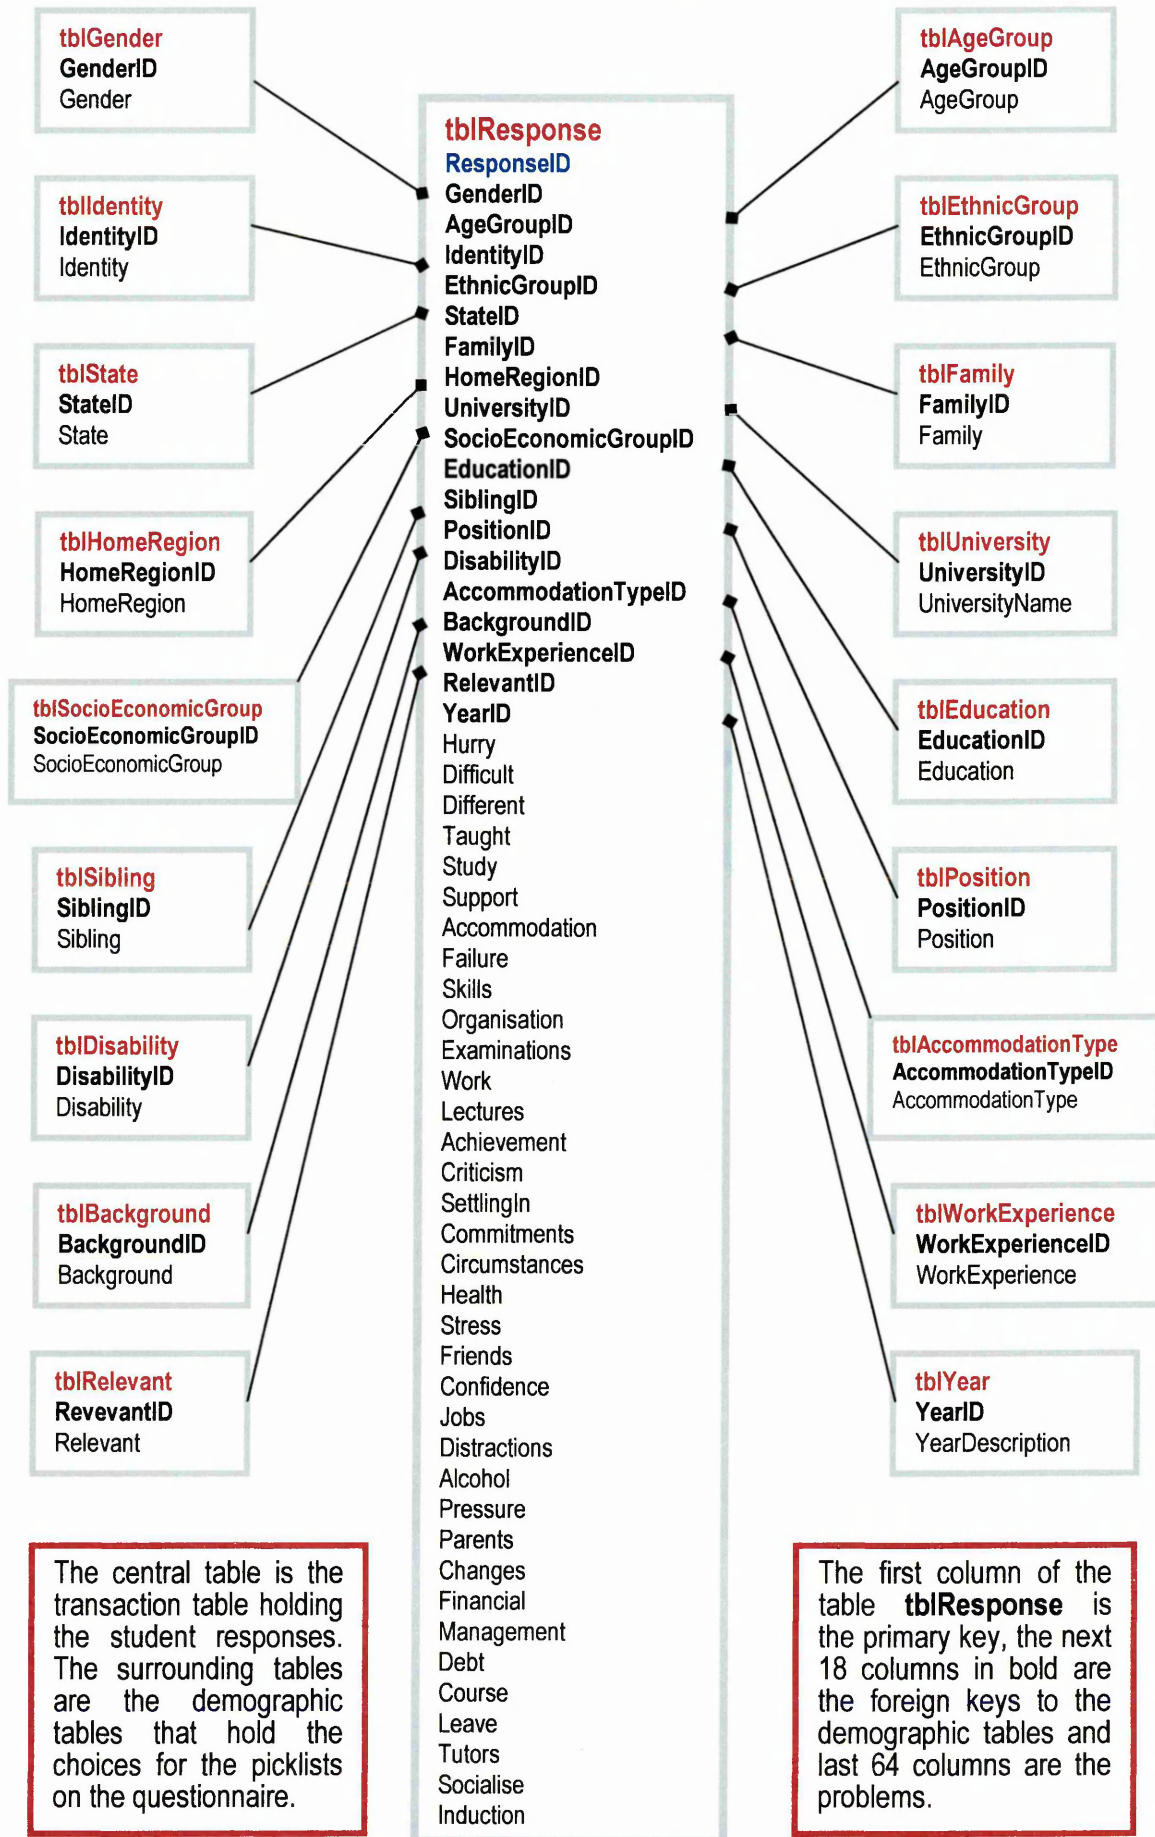 tblGender
GenderID
Gender
tblIdentity
IdentityID
Identity
tblState
StateID
State
tblHomeRegion
HomeRegionID
HomeRegion
tblSocioEconomicGroup
SocioEconomicGroupID
SocioEconomicGroup
tblSibling
SiblingID
Sibling
tblDisability
DisabilityID
Disability
tblBackground
BackgroundID
Background
tblRelevant
RevevantID
Relevant
The central table is the
transaction table holding
the student responses.
The surrounding tables
are the demographic
tables that hold the
choices for the picklists
on the questionnaire.
tblResponse
ResponseID
GenderID
AgeGroupID
IdentityID
EthnicGroupID
StateID
FamilyID
HomeRegionID
UniversityID
SocioEconomicGroupID
EducationID
SiblingID
PositionID
DisabilityID
AccommodationTypeID
BackgroundID
WorkExperienceID
RelevantID
YearID
Hurry
Difficult
Different
Taught
Study
Support
Accommodation
Failure
Skills
Organisation
Examinations
Work
Lectures
Achievement
Criticism
SettlingIn
Commitments
Circumstances
Health
Stress
Friends
Confidence
Jobs
Distractions
Alcohol
Pressure
Parents
Changes
Financial
Management
Debt
Course
Leave
Tutors
Socialise
Induction
tblAgeGroup
AgeGroupID
AgeGroup
tblEthnicGroup
EthnicGroupID
EthnicGroup
tblFamily
FamilyID
Family
tblUniversity
UniversityID
UniversityName
tblEducation
EducationID
Education
tblPosition
PositionID
Position
tblAccommodationType
AccommodationTypeID
AccommodationType
tblWorkExperience
WorkExperienceID
WorkExperience
tblYear
YearID
YearDescription
The first column of the
table tblResponse is
the primary key, the next
18 columns in bold are
the foreign keys to the
demographic tables and
last 64 columns are the
problems.